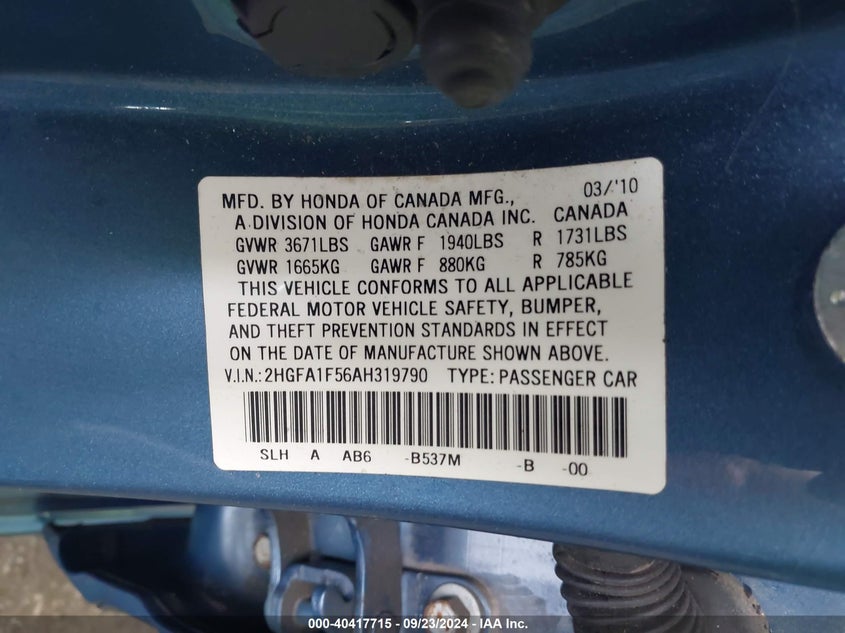 MFD. BY HONDA OF CANADA MFG., 03/'10
A DIVISION OF HONDA CANADA INC. CANADA
GVWR 3671LBS GAWR F 1940LBS R 1731LBS
GVWR 1665KG GAWR F 880KG R 785KG
THIS VEHICLE CONFORMS TO ALL APPLICABLE
FEDERAL MOTOR VEHICLE SAFETY, BUMPER,
AND THEFT PREVENTION STANDARDS IN EFFECT
ON THE DATE OF MANUFACTURE SHOWN ABOVE.
V.I.N.:2HGFA1F56AH319790 TYPE: PASSENGER CAR
SLH A AB6 -B537M -B -00
000-40417715 - 09/23/2024 - IAA Inc.